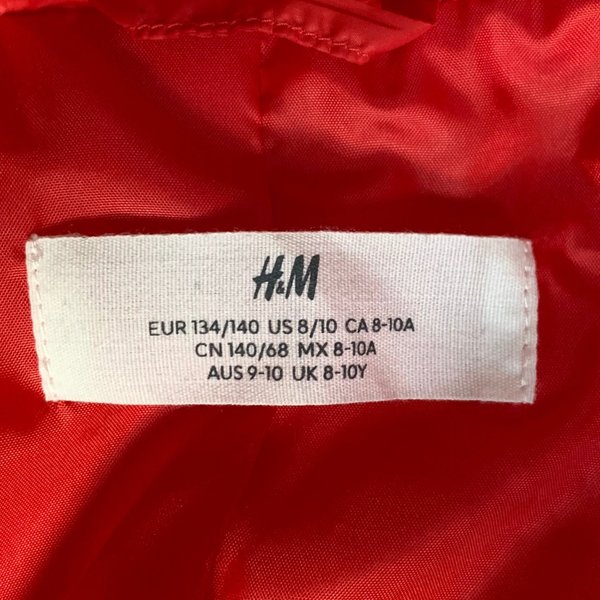 H&M
EUR 134/140 US 8/10 CA 8-10A
CN 140/68 MX 8-10A
AUS 9-10 UK 8-10Y